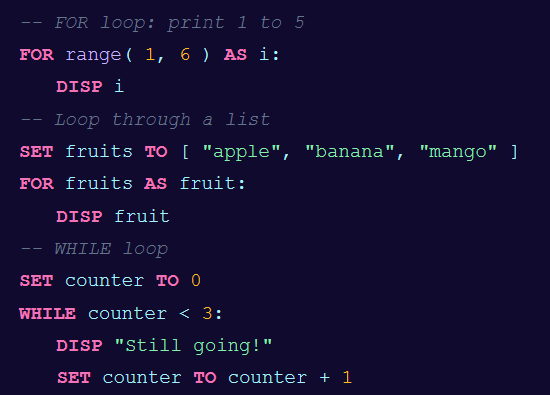 -- FOR loop: print 1 to 5
FOR range( 1, 6 ) AS i:
DISP i
-- Loop through a list
SET fruits TO [ "apple", "banana", "mango" ]
FOR fruits AS fruit:
DISP fruit
-- WHILE loop
SET counter TO 0
WHILE counter < 3:
DISP "Still going!"
SET counter TO counter + 1